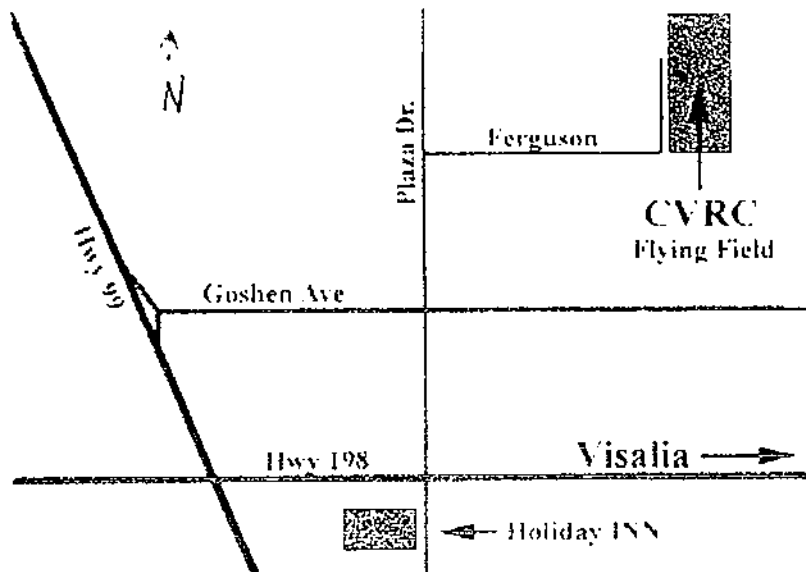 N
Plaza Dr.
Ferguson
CVRC
Flying Field
Hwy 99
Goshen Ave
Hwy 198
Visalia
Holiday INN